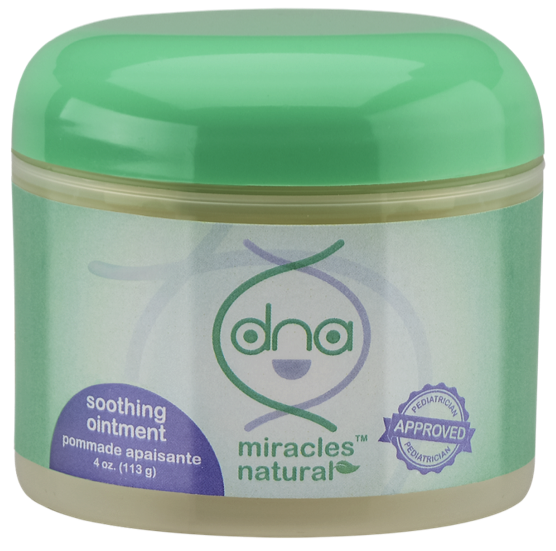 dna
miracles™
natural
soothing
ointment
pommade apaisante
4 oz. (113 g)
PEDIATRICIAN
APPROVED
PEDIATRICIAN